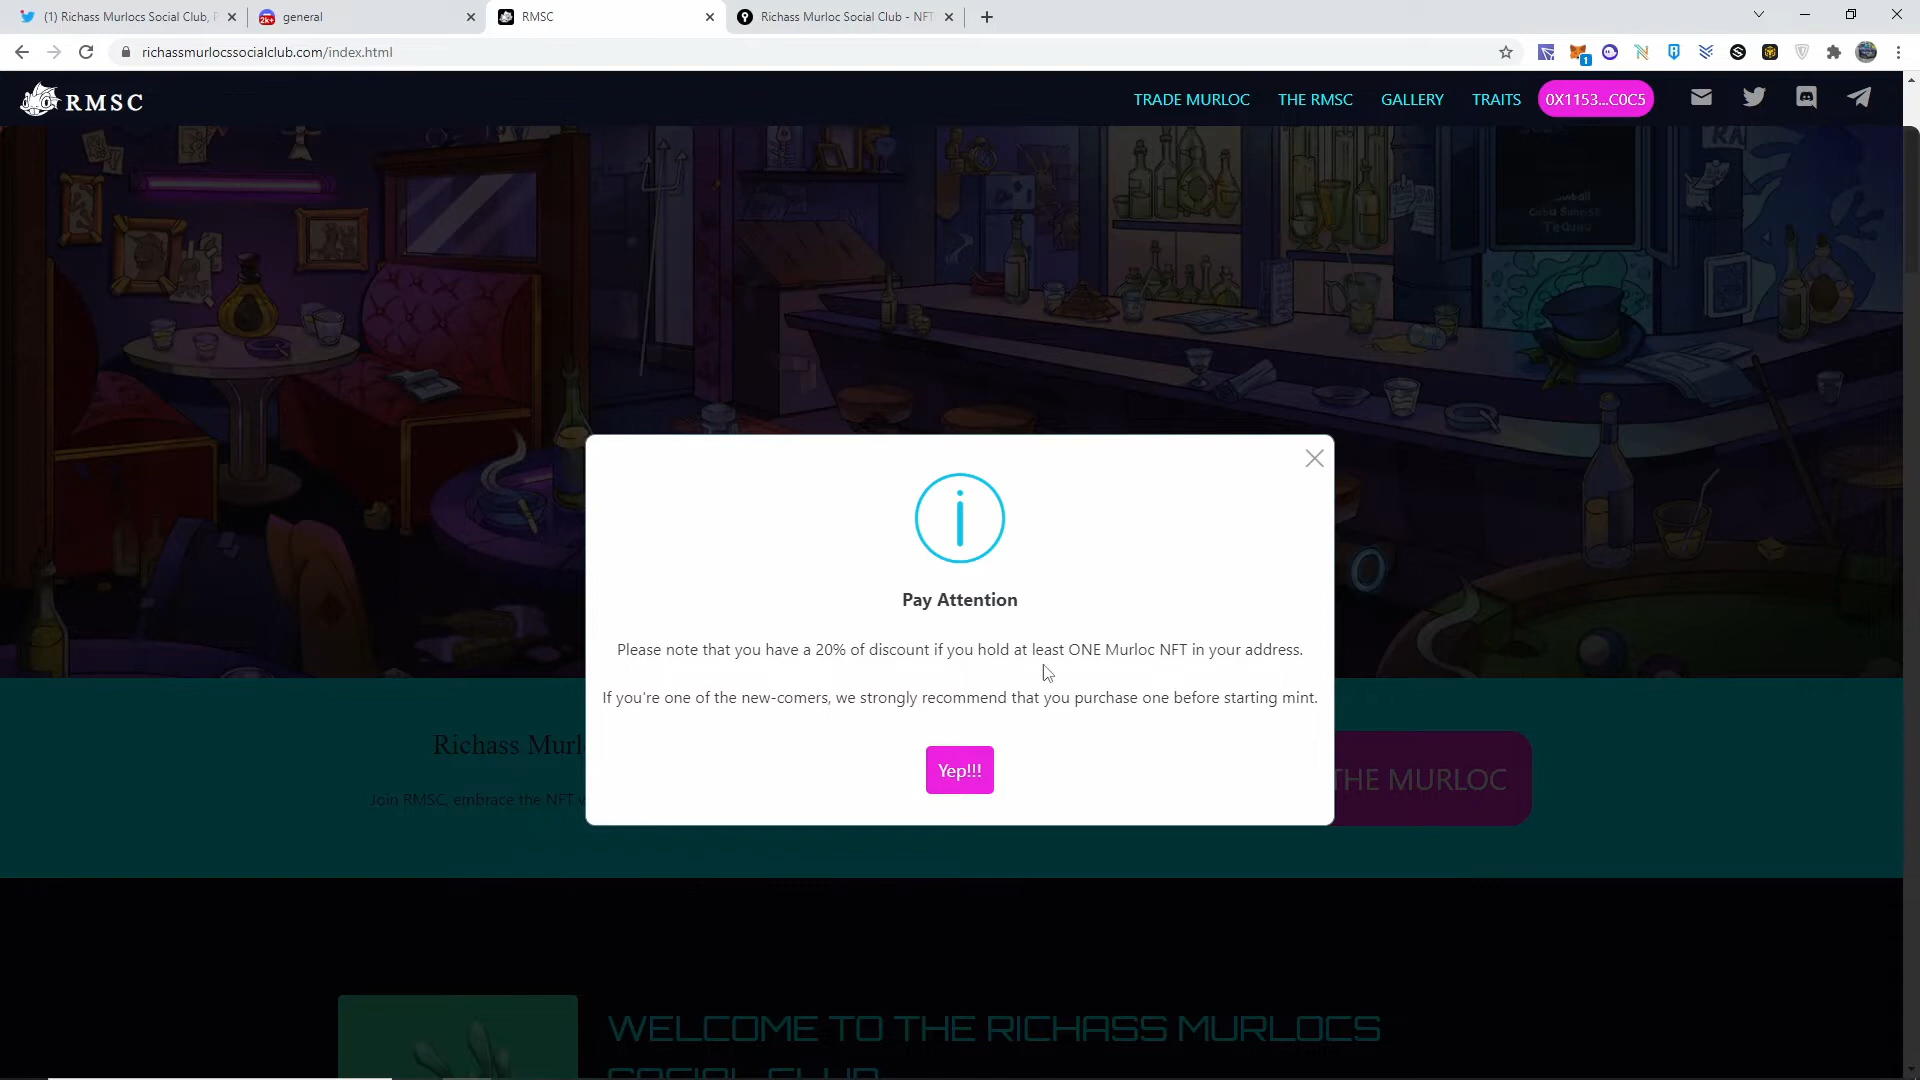 (1) Richass Murlocs Social Club,
general
RMSC
Richass Murloc Social Club - NFT
richassmurlocssocialclub.com/index.html
RMSC
TRADE MURLOC
THE RMSC
GALLERY
TRAITS
0X1153...C0C5
Pay Attention
Please note that you have a 20% of discount if you hold at least ONE Murloc NFT in your address.
If you're one of the new-comers, we strongly recommend that you purchase one before starting mint.
Yep!!!
Richass Murl
Join RMSC, embrace the NFT
THE MURLOC
WELCOME TO THE RICHASS MURLOCS
SOCIAL CLUB